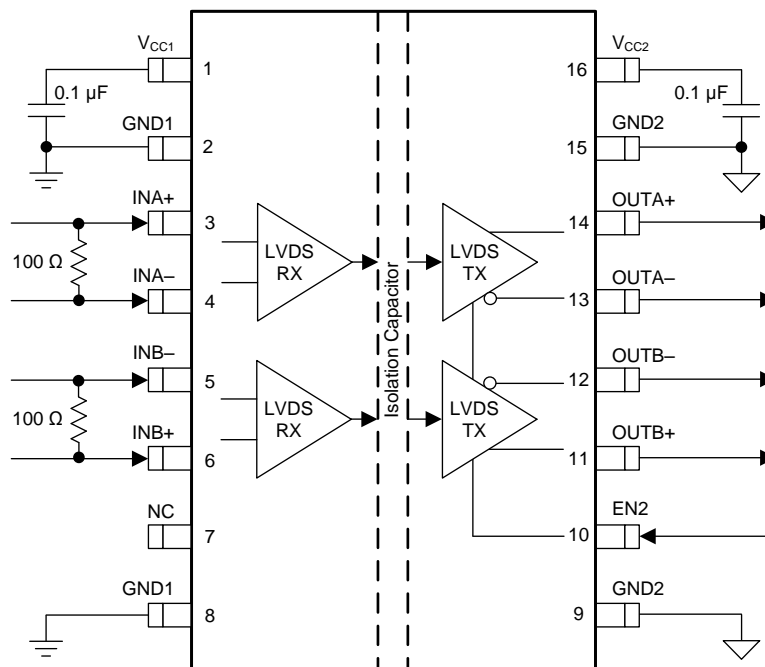 VCC1
1
0.1 µF
GND1
2
INA+
3
100 Ω
INA–
4
INB–
5
100 Ω
INB+
6
NC
7
GND1
8
LVDS
RX
LVDS
RX
Isolation Capacitor
LVDS
TX
LVDS
TX
VCC2
16
0.1 µF
GND2
15
OUTA+
14
OUTA–
13
OUTB–
12
OUTB+
11
EN2
10
GND2
9